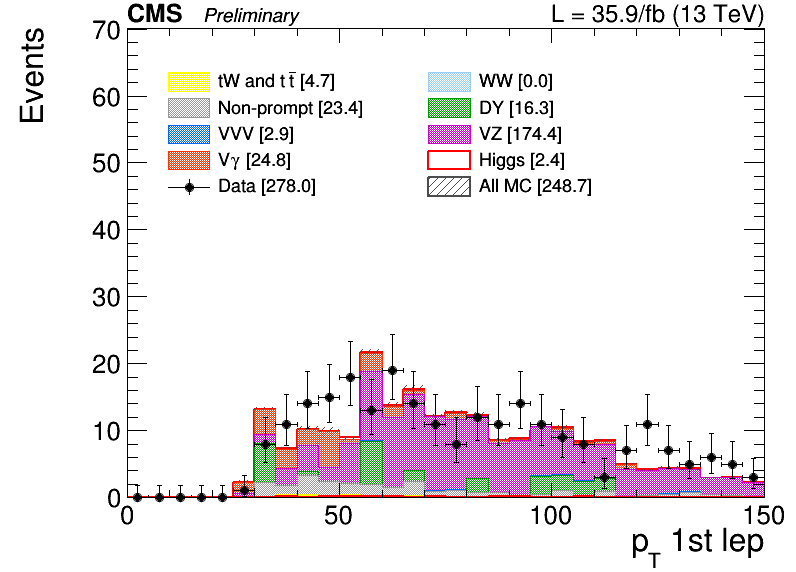 CMS Preliminary L = 35.9/fb (13 TeV)
Events
70
60
50
40
30
20
10
0
tW and t t̅ [4.7]
Non-prompt [23.4]
VVV [2.9]
Vγ [24.8]
Data [278.0]
WW [0.0]
DY [16.3]
VZ [174.4]
Higgs [2.4]
All MC [248.7]
0 50 100 150
p_T 1st lep